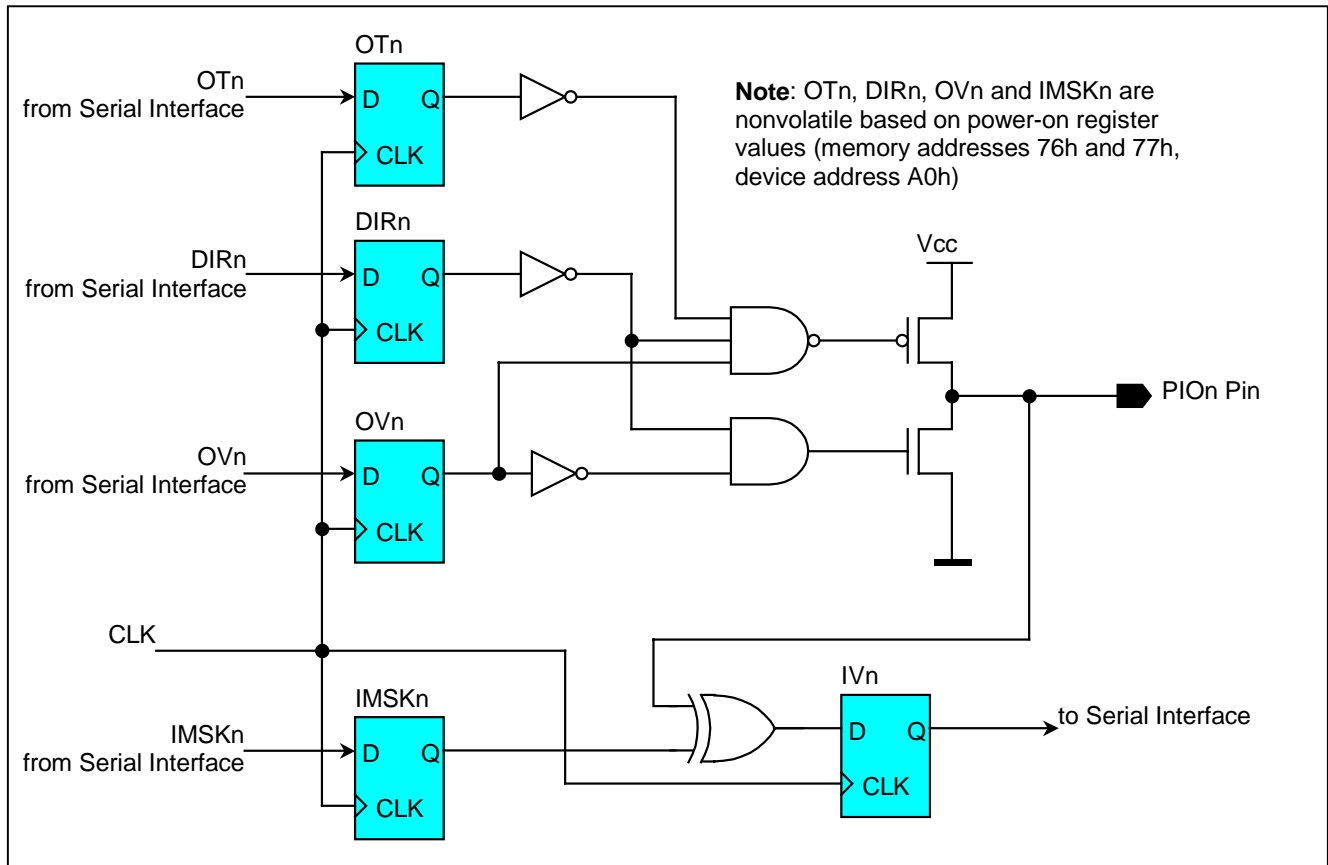 OTn
OTn
from Serial Interface
D Q
CLK
Note: OTn, DIRn, OVn and IMSKn are
nonvolatile based on power-on register
values (memory addresses 76h and 77h,
device address A0h)
DIRn
DIRn
from Serial Interface
D Q
CLK
Vcc
PIOn Pin
OVn
OVn
from Serial Interface
D Q
CLK
CLK
IMSKn
IMSKn
from Serial Interface
D Q
CLK
IVn
D Q
CLK
to Serial Interface